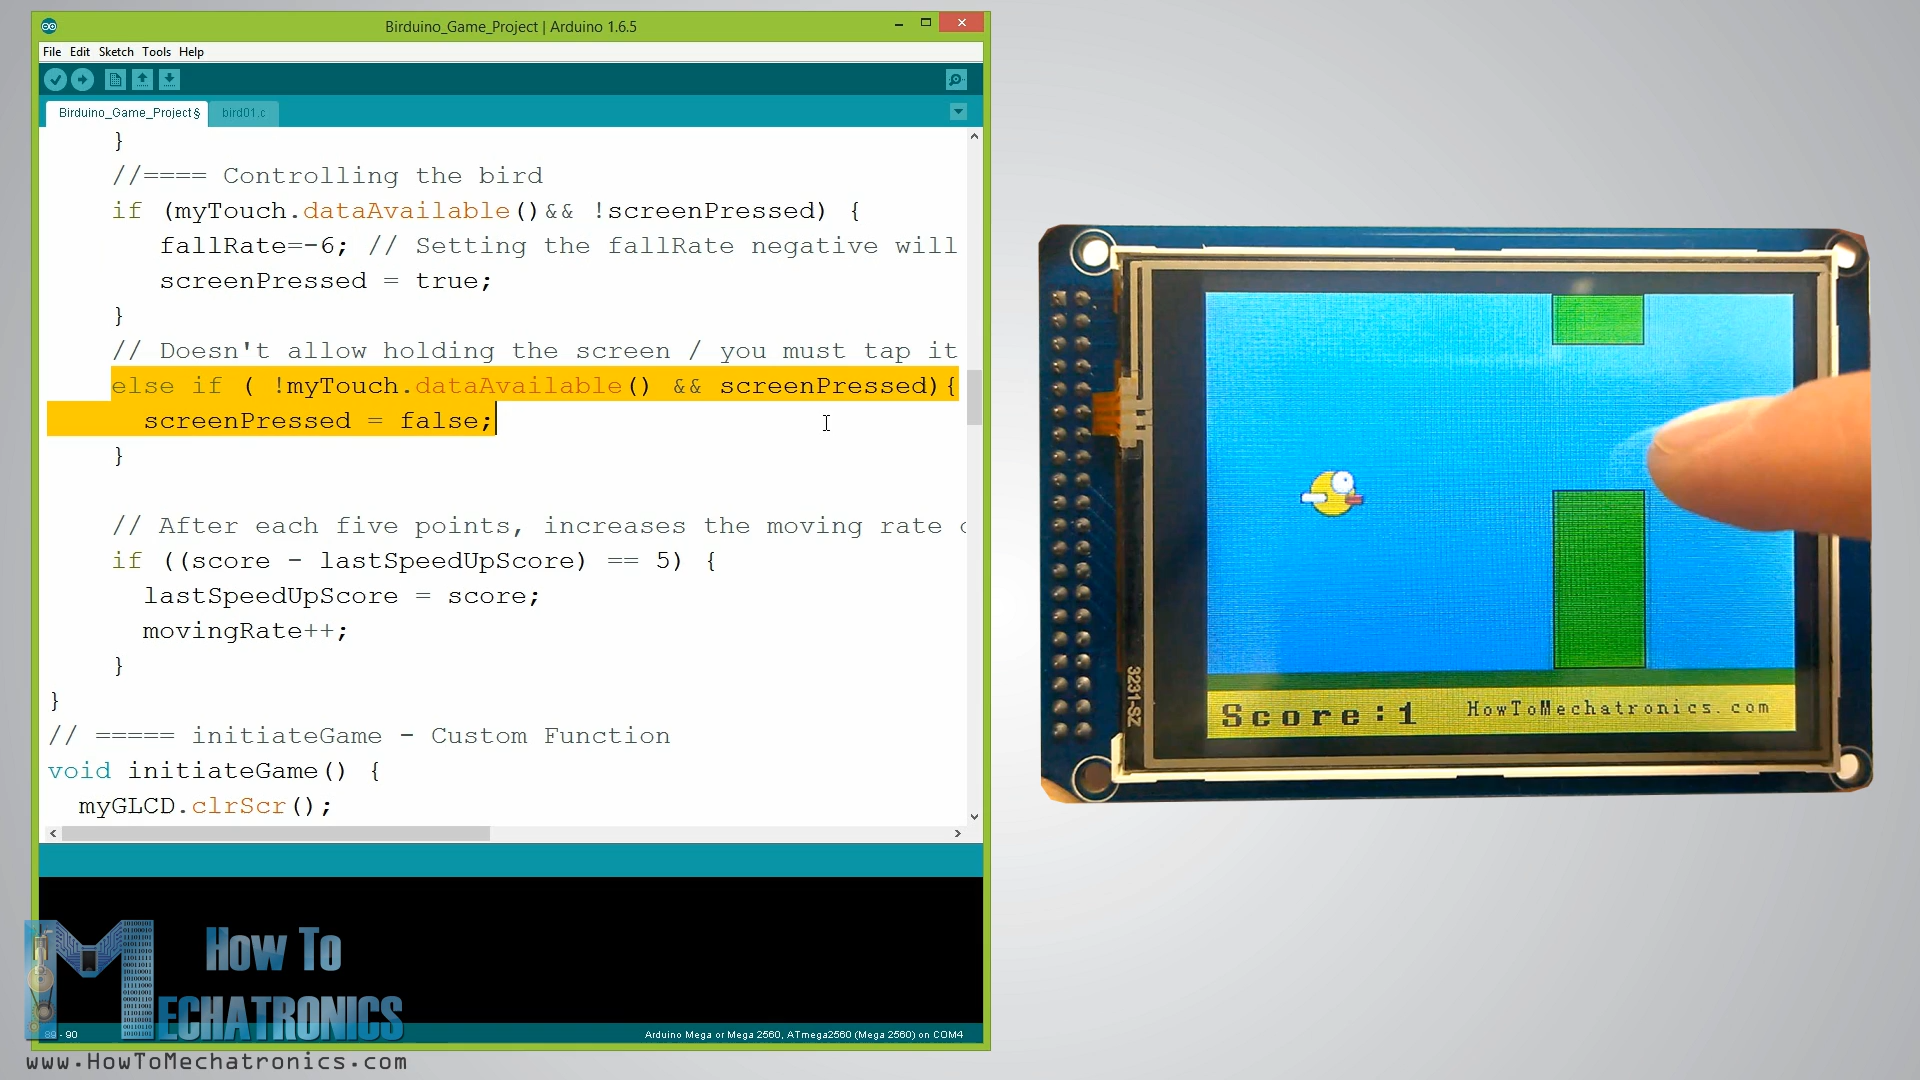 Birduino_Game_Project | Arduino 1.6.5
File Edit Sketch Tools Help
Birduino_Game_Project§ bird01.c
}
//==== Controlling the bird
if (myTouch.dataAvailable()&& !screenPressed) {
fallRate=-6; // Setting the fallRate negative will
screenPressed = true;
}
// Doesn't allow holding the screen / you must tap it
else if ( !myTouch.dataAvailable() && screenPressed){
screenPressed = false;
}
// After each five points, increases the moving rate
if ((score - lastSpeedUpScore) == 5) {
lastSpeedUpScore = score;
movingRate++;
}
}
// ===== initiateGame - Custom Function
void initiateGame() {
myGLCD.clrScr();
89 - 90
Arduino Mega or Mega 2560, ATmega2560 (Mega 2560) on COM4
How To
MECHATRONICS
www.HowToMechatronics.com
3231-SZ
Score:1
HowToMechatronics.com